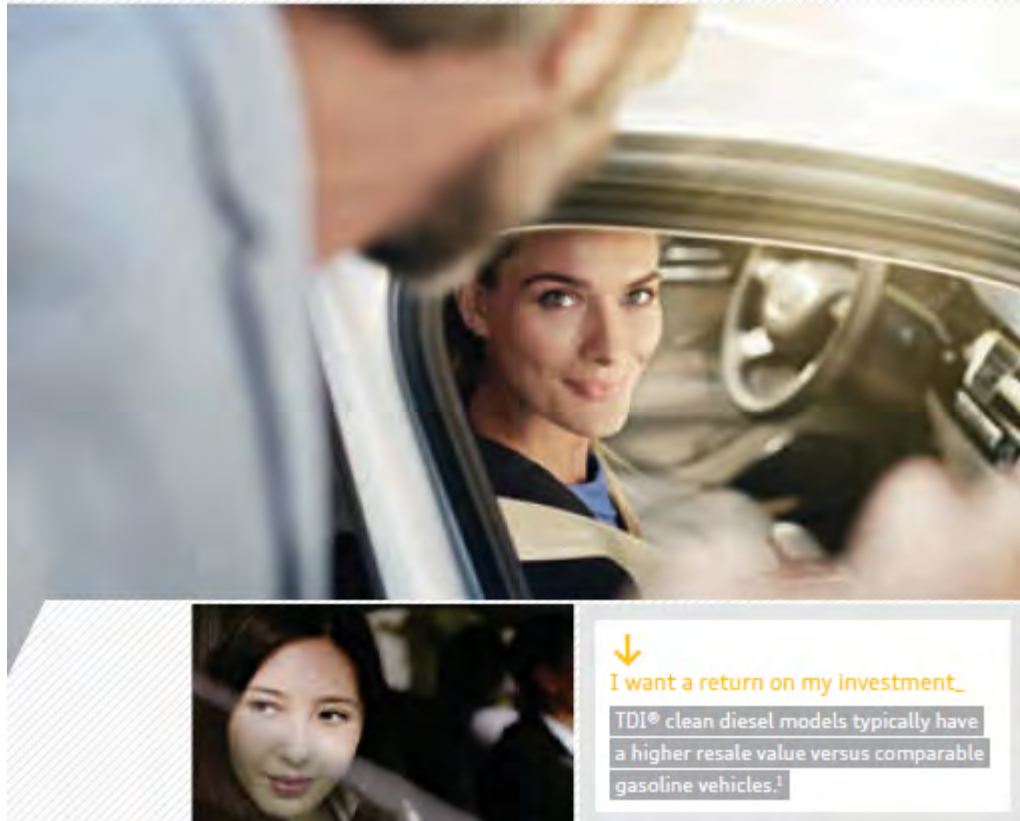 I want a return on my investment_
TDI® clean diesel models typically have
a higher resale value versus comparable
gasoline vehicles.¹